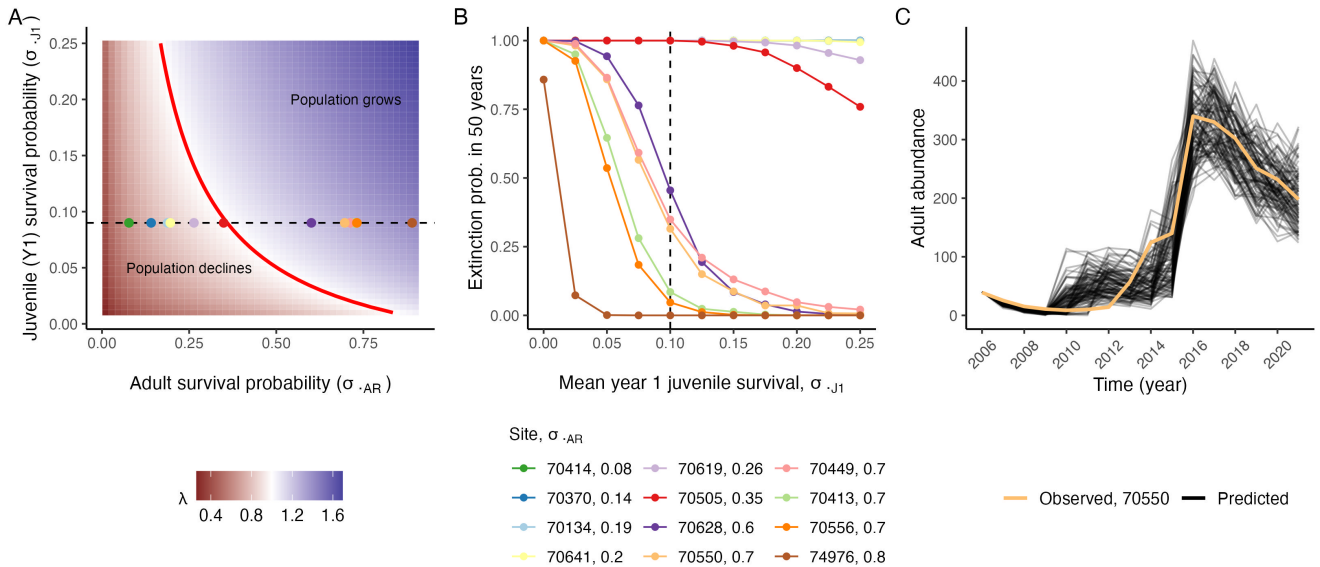 A
Juvenile (Y1) survival probability (σ ·J1)
0.25
0.20
0.15
0.10
0.05
0.00
Population grows
Population declines
0.00 0.25 0.50 0.75
Adult survival probability (σ ·AR)
λ
0.4 0.8 1.2 1.6
B
Extinction prob. in 50 years
1.00
0.75
0.50
0.25
0.00
0.00 0.05 0.10 0.15 0.20 0.25
Mean year 1 juvenile survival, σ ·J1
Site, σ ·AR
70414, 0.08 70619, 0.26 70449, 0.7
70370, 0.14 70505, 0.35 70413, 0.7
70134, 0.19 70628, 0.6 70556, 0.7
70641, 0.2 70550, 0.7 74976, 0.8
C
Adult abundance
400
300
200
100
0
2006 2008 2010 2012 2014 2016 2018 2020
Time (year)
Observed, 70550 Predicted